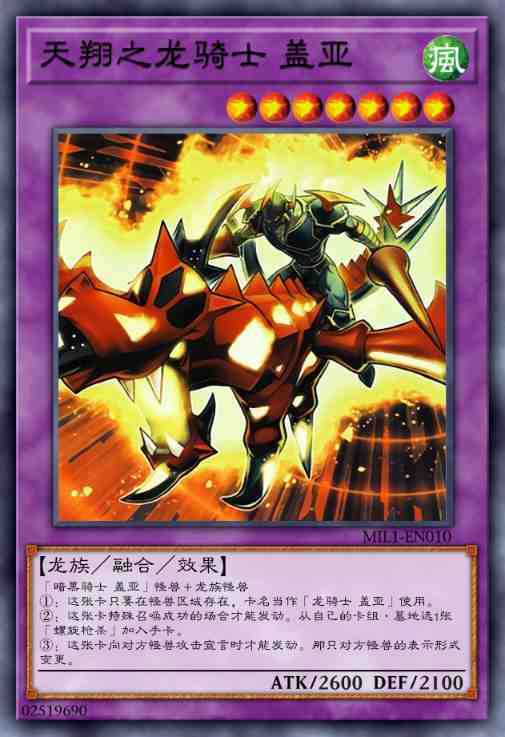 天翔之龙骑士 盖亚
風
MIL1-EN010
【龙族／融合／效果】
「暗黑骑士 盖亚」怪兽＋龙族怪兽
①：这张卡只要在怪兽区域存在，卡名当作「龙骑士 盖亚」使用。
②：这张卡特殊召唤成功的场合才能发动。从自己的卡组・墓地选1张
「螺旋枪杀」加入手卡。
③：这张卡向对方怪兽攻击宣言时才能发动。那只对方怪兽的表示形式
变更。
ATK/2600 DEF/2100
02519690